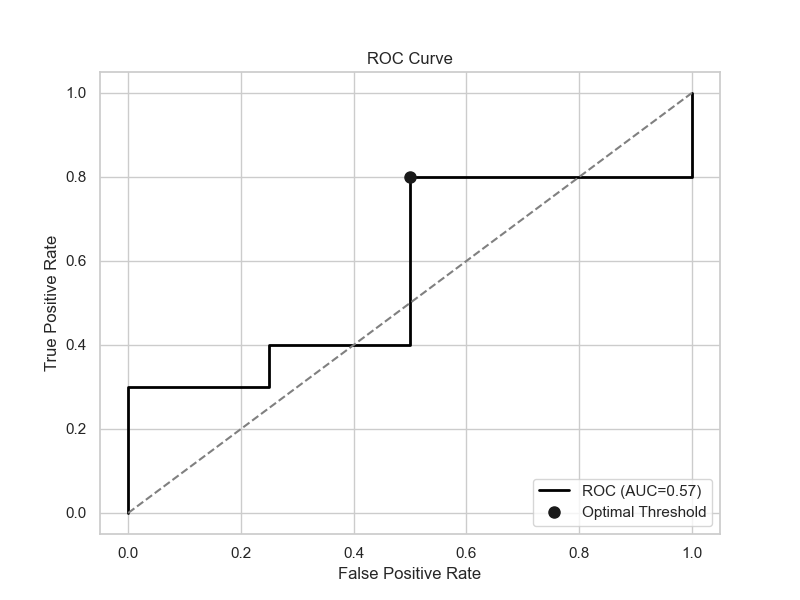 ROC Curve
1.0
0.8
0.6
0.4
0.2
0.0
True Positive Rate
0.0 0.2 0.4 0.6 0.8 1.0
False Positive Rate
ROC (AUC=0.57)
Optimal Threshold